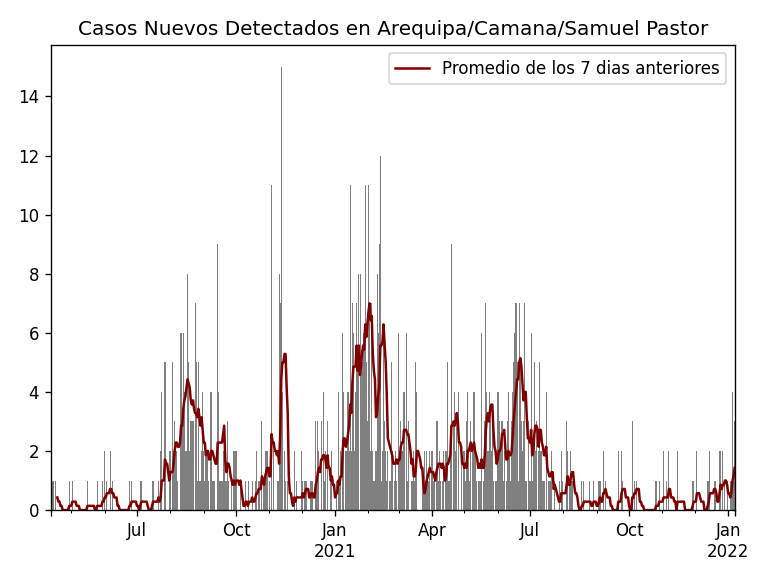 Casos Nuevos Detectados en Arequipa/Camana/Samuel Pastor
Promedio de los 7 dias anteriores
14
12
10
8
6
4
2
0
Jul
Oct
Jan
2021
Apr
Jul
Oct
Jan
2022